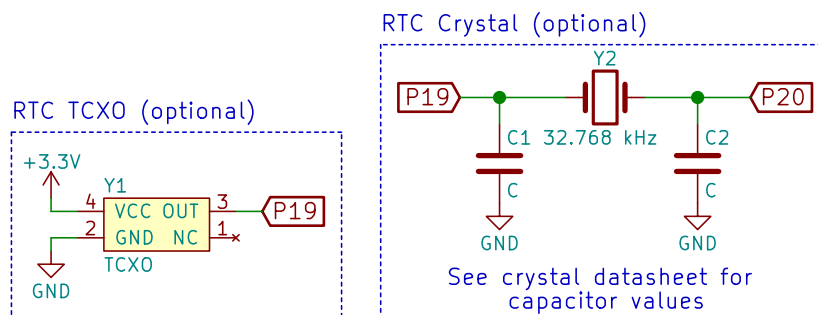 RTC TCXO (optional)
+3.3V
Y1
4 VCC OUT 3
P19
2 GND NC 1
TCXO
GND
RTC Crystal (optional)
Y2
P19
P20
C1 32.768 kHz C2
C C
GND GND
See crystal datasheet for
capacitor values